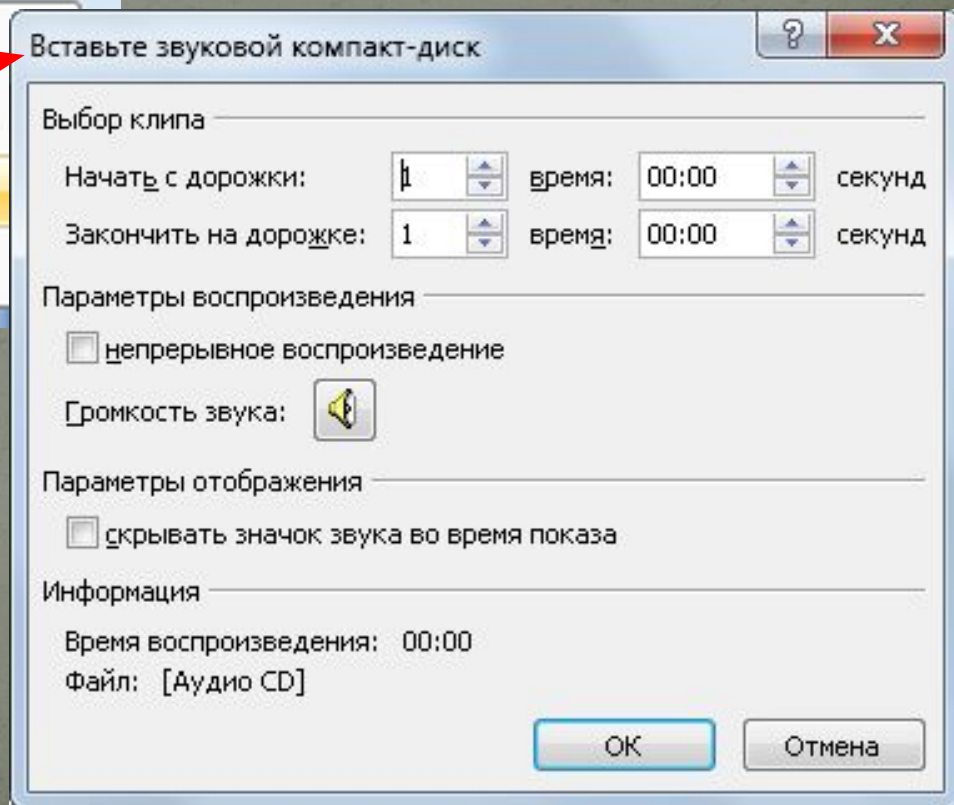 Вставьте звуковой компакт-диск
Выбор клипа
Начать с дорожки: 1 время: 00:00 секунд
Закончить на дорожке: 1 время: 00:00 секунд
Параметры воспроизведения
непрерывное воспроизведение
Громкость звука:
Параметры отображения
скрывать значок звука во время показа
Информация
Время воспроизведения: 00:00
Файл: [Аудио CD]
ОК Отмена